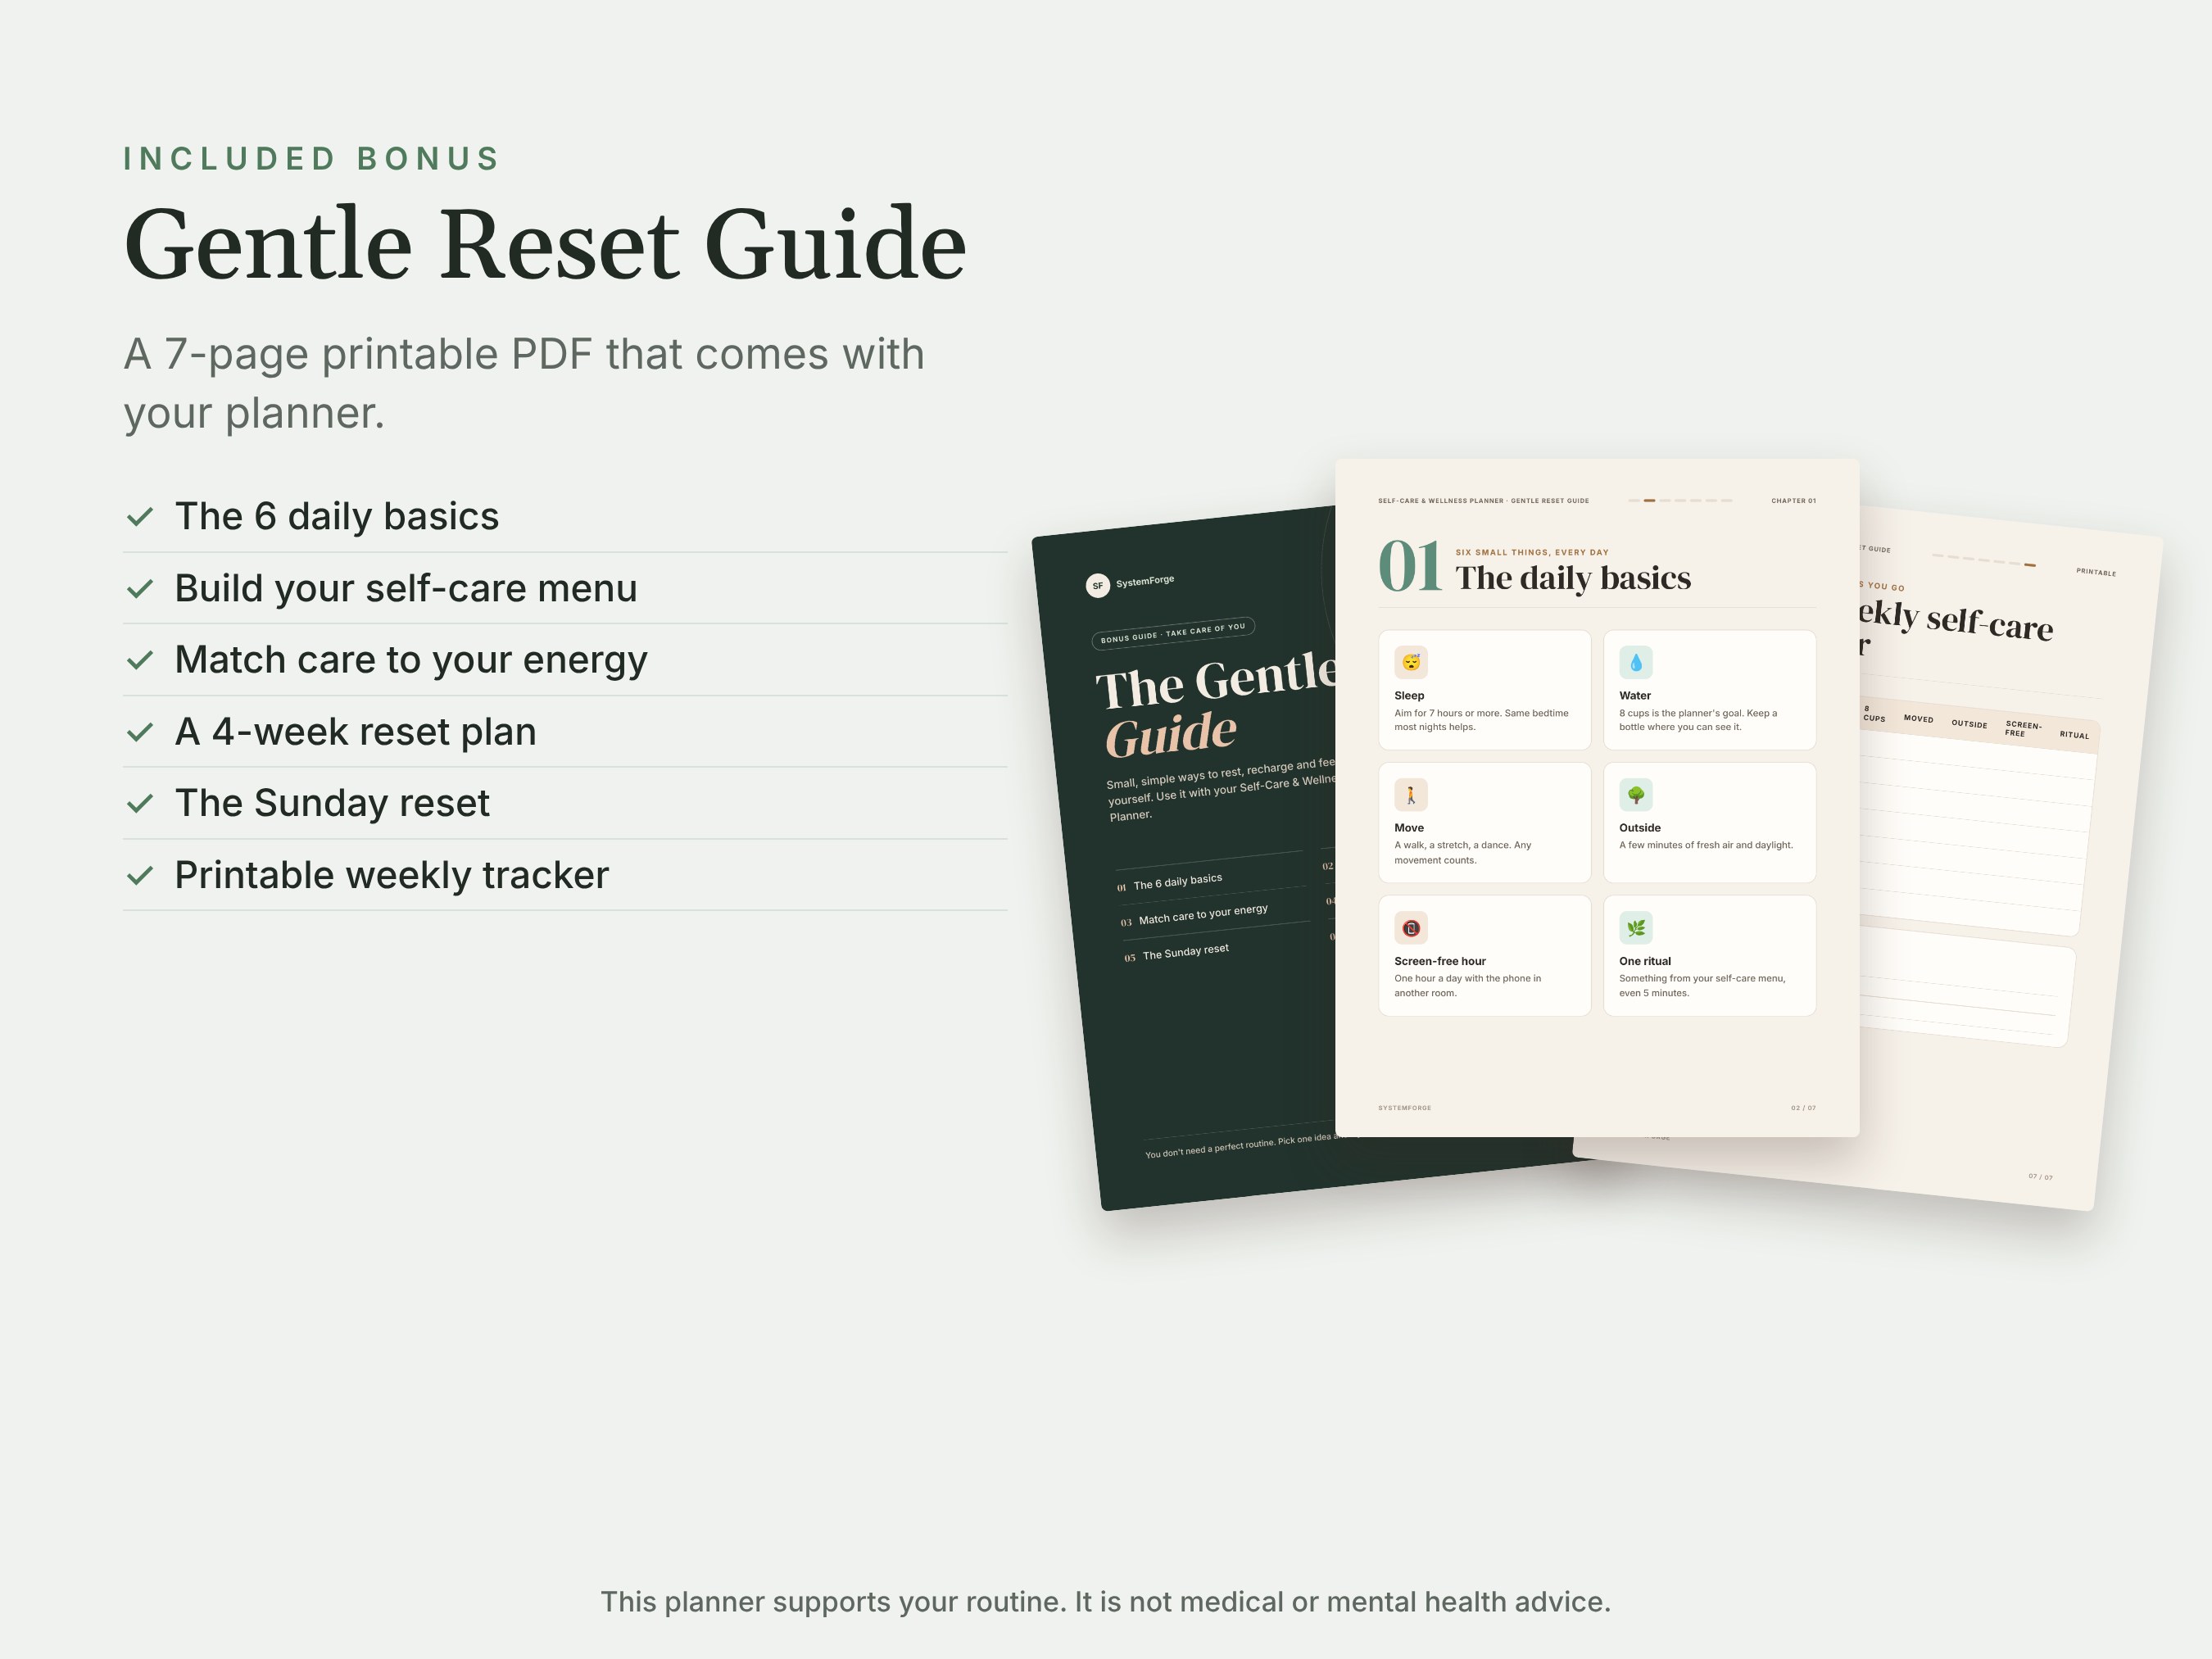 INCLUDED BONUS
Gentle Reset Guide
A 7-page printable PDF that comes with
your planner.
The 6 daily basics
Build your self-care menu
Match care to your energy
A 4-week reset plan
The Sunday reset
Printable weekly tracker
SF SystemForge
BONUS GUIDE · TAKE CARE OF YOU
The Gentle
Guide
Small, simple ways to rest, recharge and
yourself. Use it with your Self-Care &
Planner.
01 The 6 daily basics
02
03 Match care to your energy
05 The Sunday reset
You don't need a perfect routine. Pick one idea
SELF-CARE & WELLNESS PLANNER · GENTLE RESET GUIDE
CHAPTER 01
01
SIX SMALL THINGS, EVERY DAY
The daily basics
Sleep
Aim for 7 hours or more. Same bedtime
most nights helps.
Water
8 cups is the planner's goal. Keep a
bottle where you can see it.
Move
A walk, a stretch, a dance. Any
movement counts.
Outside
A few minutes of fresh air and daylight.
Screen-free hour
One hour a day with the phone in
another room.
One ritual
Something from your self-care menu,
even 5 minutes.
SYSTEMFORGE
02 / 07
GUIDE
PRINTABLE
YOU GO
self-care
8
CUPS
MOVED
OUTSIDE
SCREEN-
FREE
RITUAL
07 / 07
This planner supports your routine. It is not medical or mental health advice.